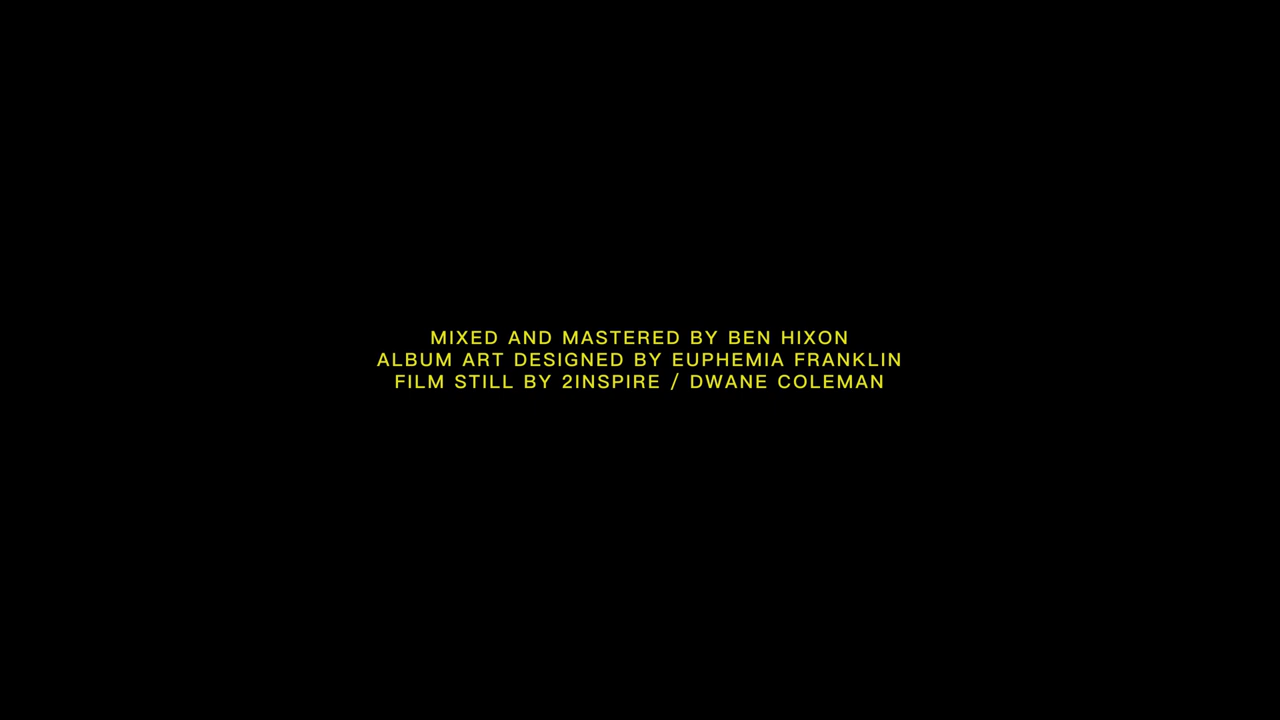 MIXED AND MASTERED BY BEN HIXON
ALBUM ART DESIGNED BY EUPHEMIA FRANKLIN
FILM STILL BY 2INSPIRE / DWANE COLEMAN